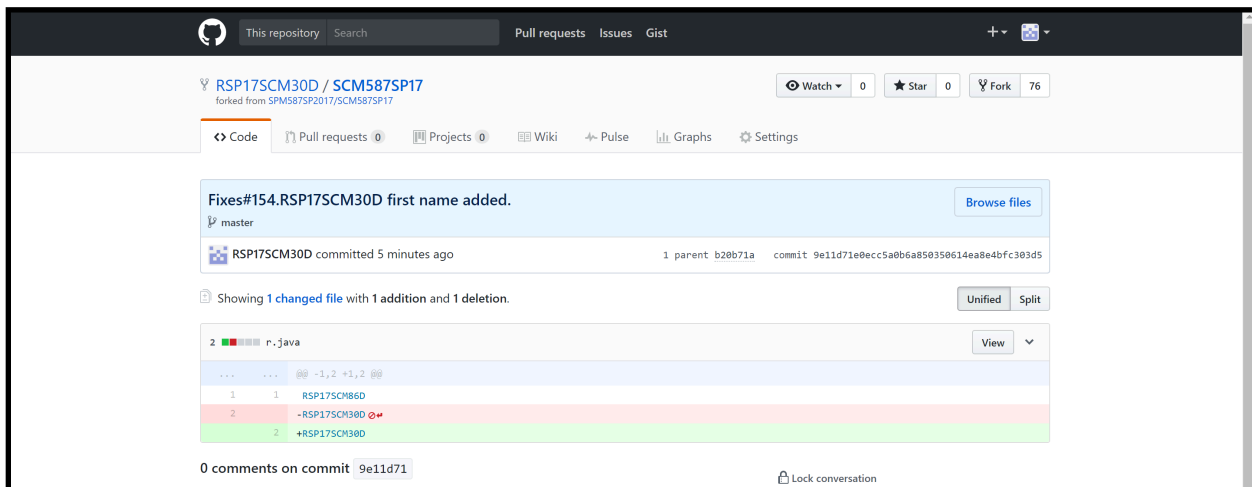 This repository Search Pull requests Issues Gist
RSP17SCM30D / SCM587SP17 Watch 0 Star 0 Fork 76
forked from SPM587SP2017/SCM587SP17
<> Code Pull requests 0 Projects 0 Wiki Pulse Graphs Settings
Fixes#154.RSP17SCM30D first name added. Browse files
master
RSP17SCM30D committed 5 minutes ago 1 parent b20b71a commit 9e11d71e0ecc5a0b6a850350614ea8e4bfc303d5
Showing 1 changed file with 1 addition and 1 deletion. Unified Split
2 r.java View
... ... @@ -1,2 +1,2 @@
1 1 RSP17SCM86D
2 -RSP17SCM30D
2 +RSP17SCM30D
0 comments on commit 9e11d71 Lock conversation